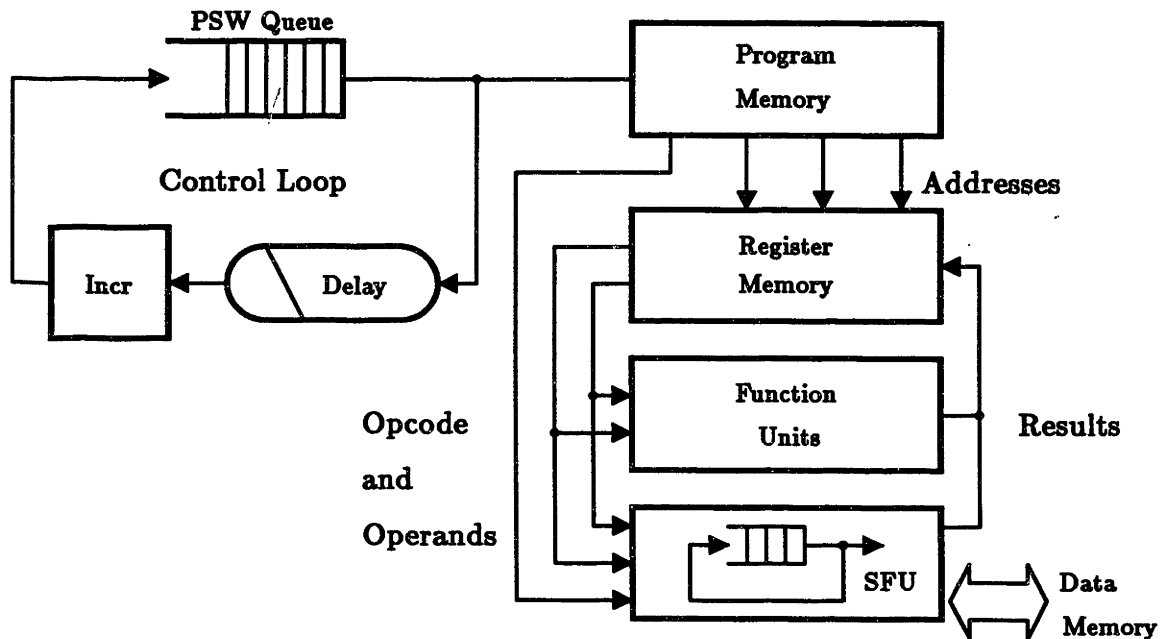 PSW Queue
Program
Memory
Control Loop
Addresses
Register
Memory
Incr
Delay
Function
Units
Opcode
and
Operands
Results
SFU
Data
Memory